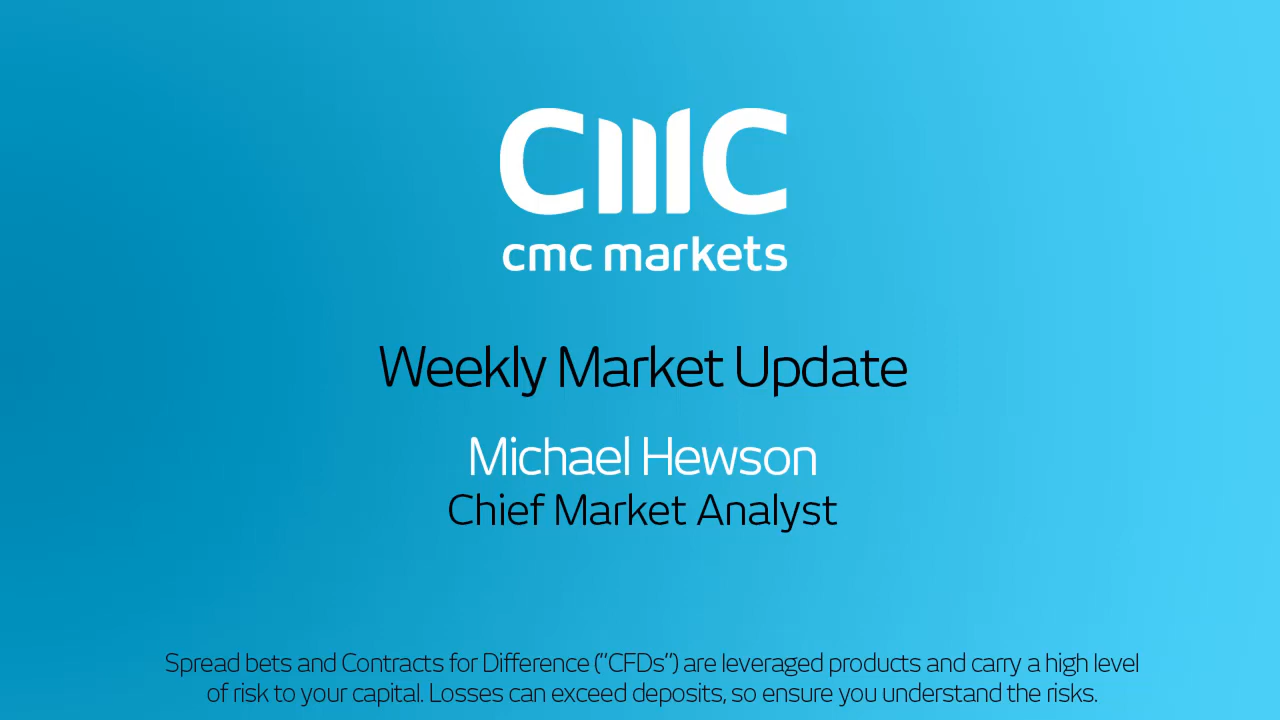 CMC
cmc markets
Weekly Market Update
Michael Hewson
Chief Market Analyst
Spread bets and Contracts for Difference (”CFDs”) are leveraged products and carry a high level
of risk to your capital. Losses can exceed deposits, so ensure you understand the risks.